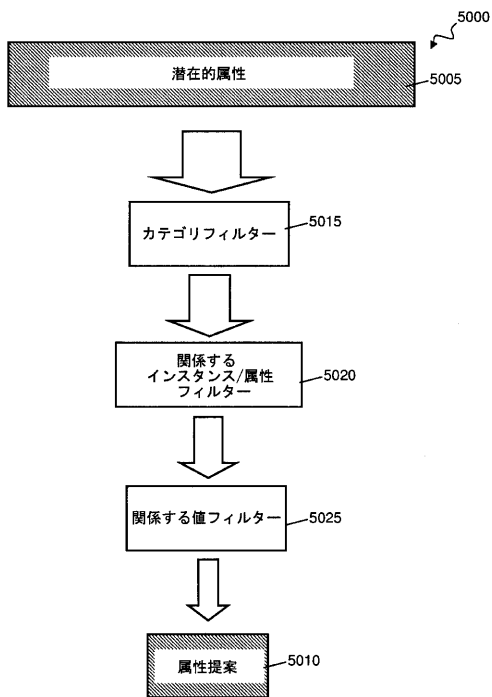 5000
潜在的属性
5005
カテゴリフィルター
5015
関係する
インスタンス/属性
フィルター
5020
関係する値フィルター
5025
属性提案
5010